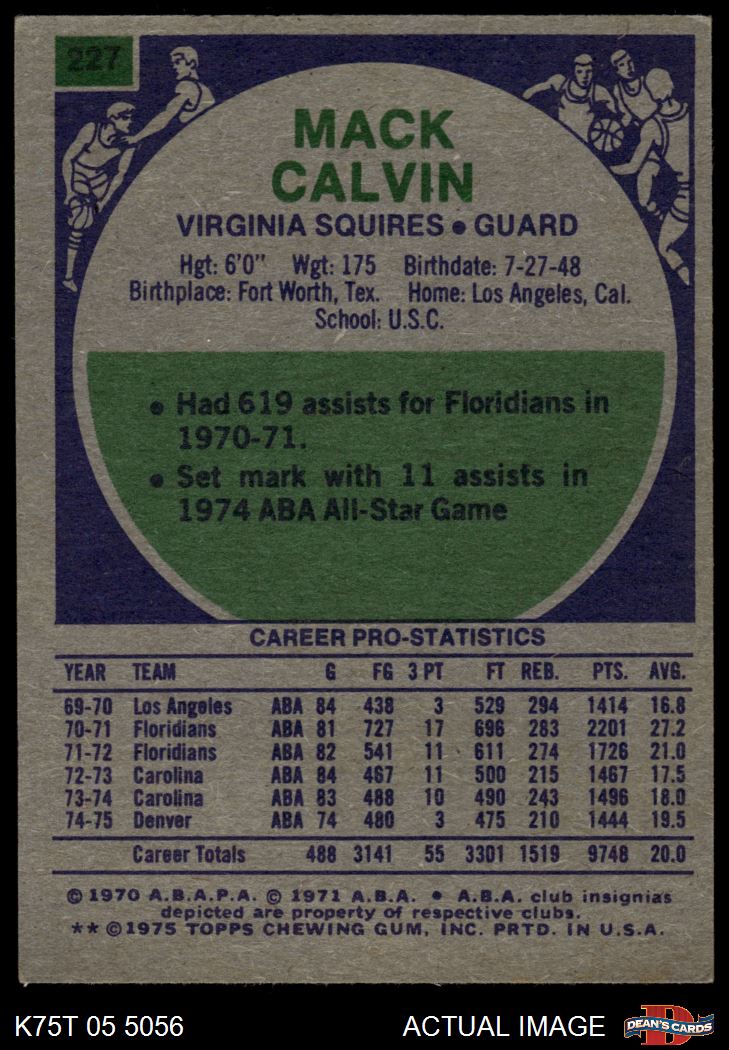 227
MACK
CALVIN
VIRGINIA SQUIRES • GUARD
Hgt: 6'0" Wgt: 175 Birthdate: 7-27-48
Birthplace: Fort Worth, Tex. Home: Los Angeles, Cal.
School: U.S.C.
• Had 619 assists for Floridians in
1970-71.
• Set mark with 11 assists in
1974 ABA All-Star Game
CAREER PRO-STATISTICS
YEAR TEAM G FG 3 PT FT REB. PTS. AVG.
69-70 Los Angeles ABA 84 438 3 529 294 1414 16.8
70-71 Floridians ABA 81 727 17 696 283 2201 27.2
71-72 Floridians ABA 82 541 11 611 274 1726 21.0
72-73 Carolina ABA 84 467 11 500 215 1467 17.5
73-74 Carolina ABA 83 488 10 490 243 1496 18.0
74-75 Denver ABA 74 480 3 475 210 1444 19.5
Career Totals 488 3141 55 3301 1519 9748 20.0
© 1970 A.B.A.P.A. © 1971 A.B.A. • A.B.A. club insignias
depicted are property of respective clubs.
** ©1975 TOPPS CHEWING GUM, INC. PRTD. IN U.S.A.
K75T 05 5056 ACTUAL IMAGE DEAN'S CARDS